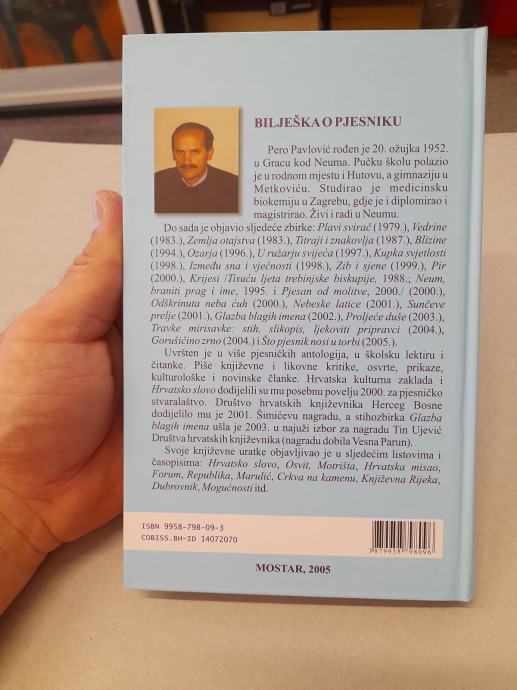 BILJEŠKA O PJESNIKU
Pero Pavlović rođen je 20. ožujka 1952.
u Gracu kod Neuma. Pučku školu polazio
je u rodnom mjestu i Hutovu, a gimnaziju u
Metkoviću. Studirao je medicinsku
biokemiju u Zagrebu, gdje je i diplomirao i
magistrirao. Živi i radi u Neumu.
Do sada je objavio sljedeće zbirke: Plavi svirač (1979.), Vedrine
(1983.), Zemlja otajstva (1983.), Titraji i znakovlja (1987.), Blizine
(1994.), Ozarja (1996.), U ružarju svijeća (1997.), Kupka svjetlosti
(1998.), Između sna i vječnosti (1998.), Zib i sjene (1999.), Pir
(2000.), Krijesi /Tisuću ljeta trebinjske biskupije, 1988.; Neum,
braniti prag i ime, 1995. i Pjesan od molitve, 2000./ (2000.),
Odškrinuta neba ćuh (2000.), Nebeske latice (2001.), Sunčeve
prelje (2001.), Glazba blagih imena (2002.), Proljeće duše (2003.),
Travke mirisavke: stih, slikopis, ljekoviti pripravci (2004.),
Gorušičino zrno (2004.) i Što pjesnik nosi u torbi (2005.).
Uvršten je u više pjesničkih antologija, u školsku lektiru i
čitanke. Piše književne i likovne kritike, osvrte, prikaze,
kulturološke i novinske članke. Hrvatska kulturna zaklada i
Hrvatsko slovo dodijelili su mu posebnu povelju 2000. za pjesničko
stvaralaštvo. Društvo hrvatskih književnika Herceg Bosne
dodijelilo mu je 2001. Šimićevu nagradu, a stihozbirka Glazba
blagih imena ušla je 2003. u najuži izbor za nagradu Tin Ujević
Društva hrvatskih književnika (nagradu dobila Vesna Parun).
Svoje književne uratke objavljivao je u sljedećim listovima i
časopisima: Hrvatsko slovo, Osvit, Motrišta, Hrvatska misao,
Forum, Republika, Marulić, Crkva na kamenu, Književna Rijeka,
Dubrovnik, Mogućnosti itd.
ISBN 9958-798-09-3
COBISS.BH-ID 14072070
9 879958 798096
MOSTAR, 2005